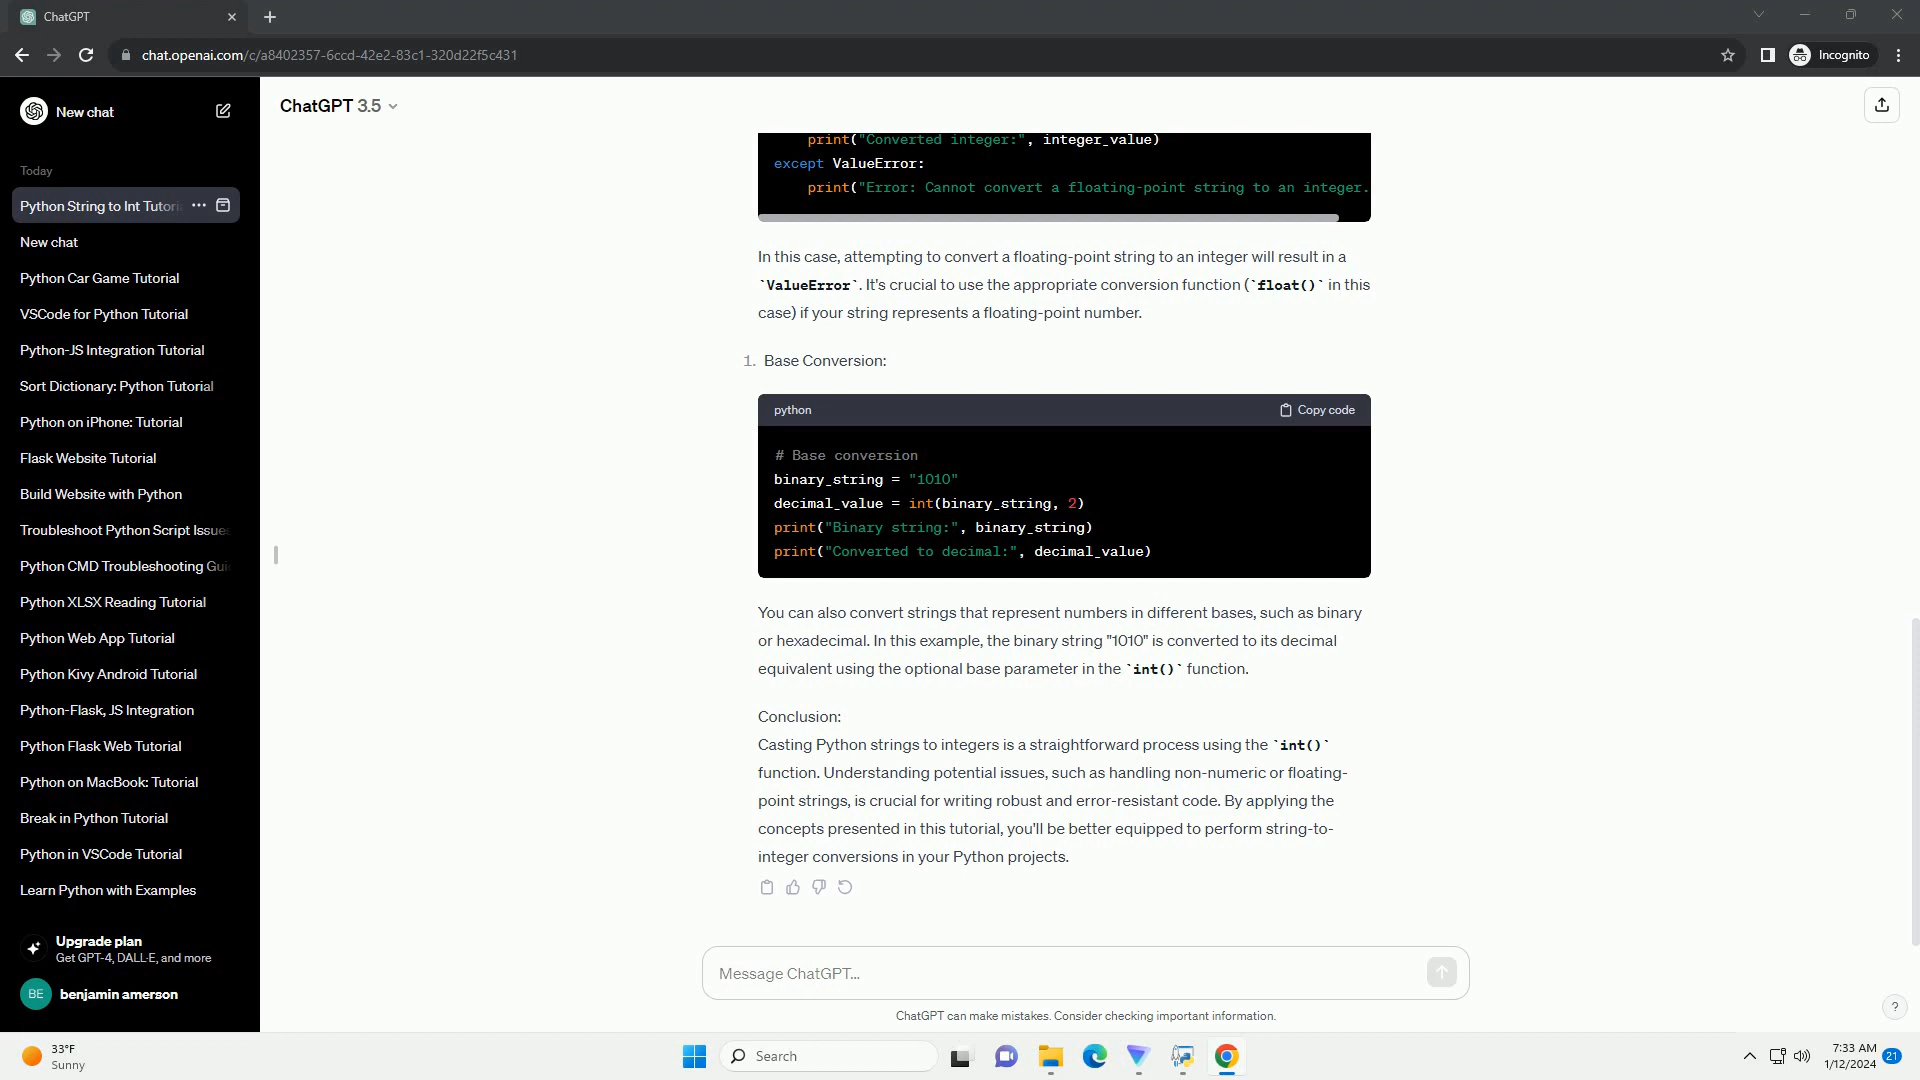 ChatGPT
chat.openai.com/c/a8402357-6ccd-42e2-83c1-320d22f5c431
Incognito
New chat
Today
Python String to Int Tutori
New chat
Python Car Game Tutorial
VSCode for Python Tutorial
Python-JS Integration Tutorial
Sort Dictionary: Python Tutorial
Python on iPhone: Tutorial
Flask Website Tutorial
Build Website with Python
Troubleshoot Python Script Issues
Python CMD Troubleshooting Gui
Python XLSX Reading Tutorial
Python Web App Tutorial
Python Kivy Android Tutorial
Python-Flask, JS Integration
Python Flask Web Tutorial
Python on MacBook: Tutorial
Break in Python Tutorial
Python in VSCode Tutorial
Learn Python with Examples
Upgrade plan
Get GPT-4, DALL·E, and more
BE benjamin amerson
ChatGPT 3.5
print("Converted integer:", integer_value)
except ValueError:
print("Error: Cannot convert a floating-point string to an integer.
In this case, attempting to convert a floating-point string to an integer will result in a
`ValueError`. It's crucial to use the appropriate conversion function (`float()` in this
case) if your string represents a floating-point number.
1. Base Conversion:
python Copy code
# Base conversion
binary_string = "1010"
decimal_value = int(binary_string, 2)
print("Binary string:", binary_string)
print("Converted to decimal:", decimal_value)
You can also convert strings that represent numbers in different bases, such as binary
or hexadecimal. In this example, the binary string "1010" is converted to its decimal
equivalent using the optional base parameter in the `int()` function.
Conclusion:
Casting Python strings to integers is a straightforward process using the `int()`
function. Understanding potential issues, such as handling non-numeric or floating-
point strings, is crucial for writing robust and error-resistant code. By applying the
concepts presented in this tutorial, you'll be better equipped to perform string-to-
integer conversions in your Python projects.
Message ChatGPT...
ChatGPT can make mistakes. Consider checking important information.
?
33°F
Sunny
Search
7:33 AM
1/12/2024
21